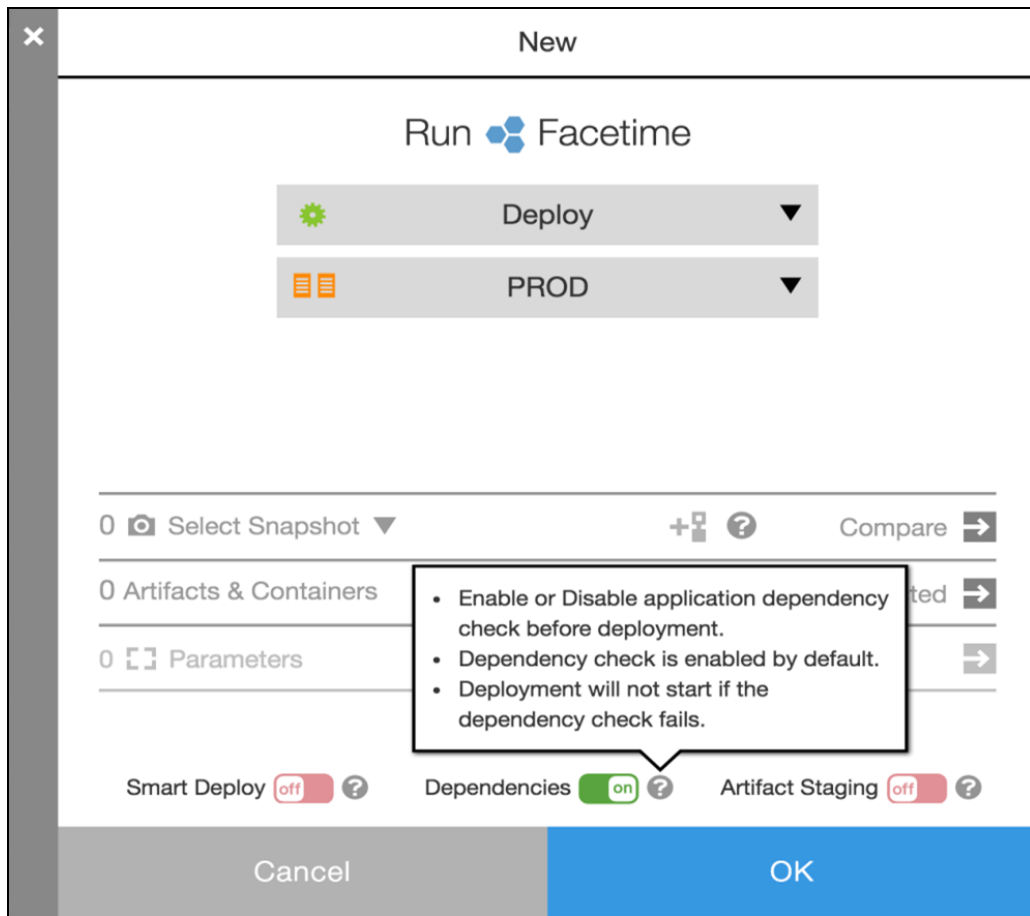 New
Run Facetime
Deploy
PROD
0 Select Snapshot
Compare
0 Artifacts & Containers
ted
0 Parameters
• Enable or Disable application dependency
check before deployment.
• Dependency check is enabled by default.
• Deployment will not start if the
dependency check fails.
Smart Deploy off ? Dependencies on ? Artifact Staging off ?
Cancel OK